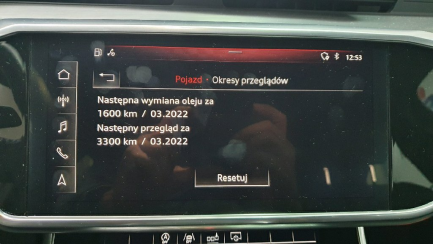 12:53
Pojazd · Okresy przeglądów
Następna wymiana oleju za
1600 km / 03.2022
Następny przegląd za
3300 km / 03.2022
Resetuj